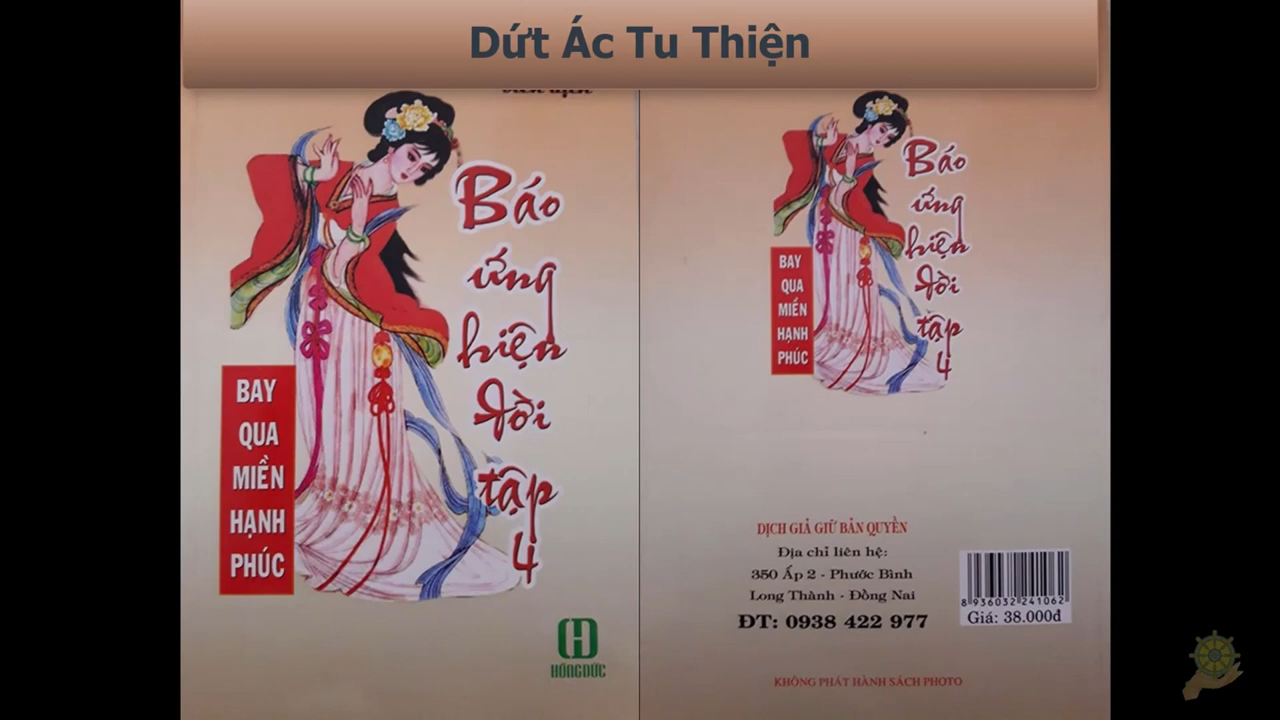 Dứt Ác Tu Thiện
Báo
ứng
hiện
đời
tập
4
BAY
QUA
MIỀN
HẠNH
PHÚC
HỒNG ĐỨC
Báo
ứng
hiện
đời
tập
4
BAY
QUA
MIỀN
HẠNH
PHÚC
DỊCH GIẢ GIỮ BẢN QUYỀN
Địa chỉ liên hệ:
350 Ấp 2 - Phước Bình
Long Thành - Đồng Nai
ĐT: 0938 422 977
8 936032 241062
Giá: 38.000đ
KHÔNG PHÁT HÀNH SÁCH PHOTO